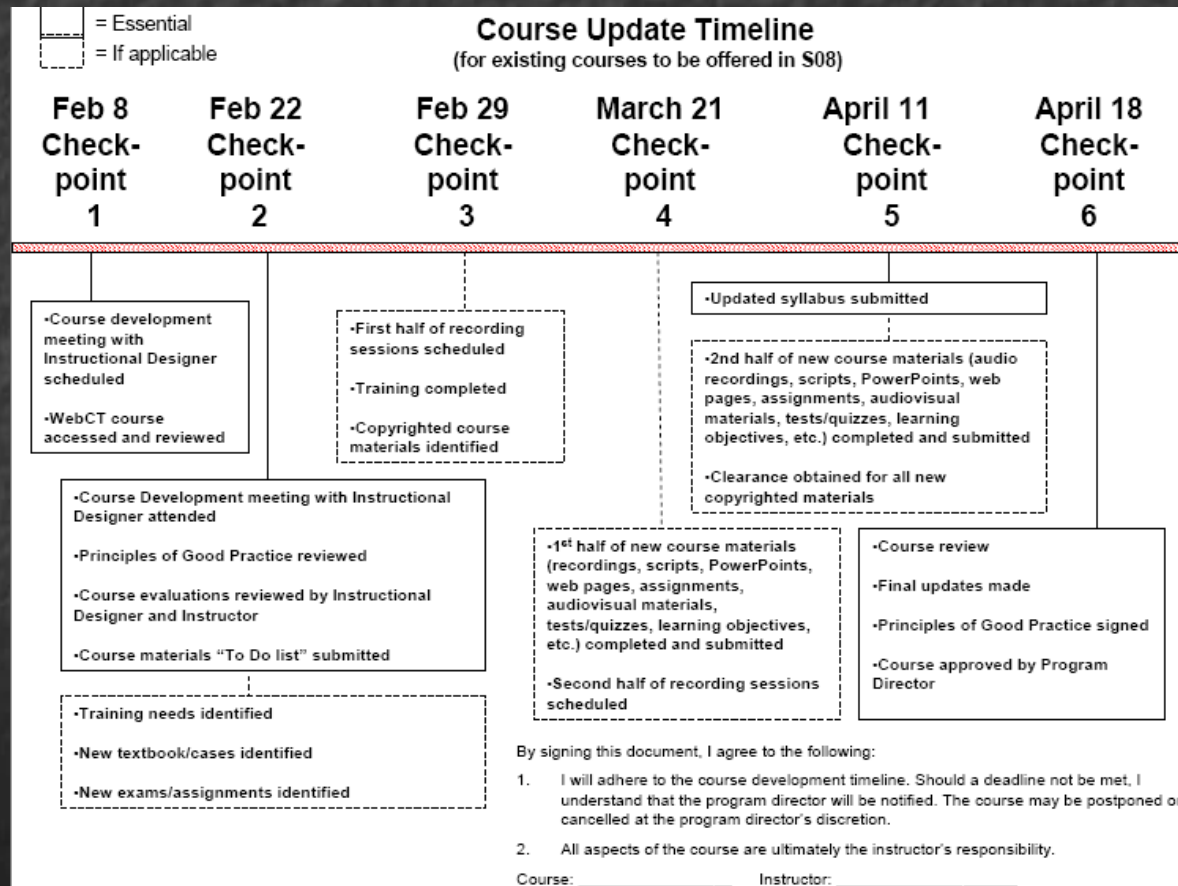 = Essential
= If applicable
Course Update Timeline
(for existing courses to be offered in S08)
Feb 8
Check-
point
1
Feb 22
Check-
point
2
Feb 29
Check-
point
3
March 21
Check-
point
4
April 11
Check-
point
5
April 18
Check-
point
6
•Course development
meeting with
Instructional Designer
scheduled
•WebCT course
accessed and reviewed
•Course Development meeting with Instructional
Designer attended
•Principles of Good Practice reviewed
•Course evaluations reviewed by Instructional
Designer and Instructor
•Course materials “To Do list” submitted
•Training needs identified
•New textbook/cases identified
•New exams/assignments identified
•First half of recording
sessions scheduled
•Training completed
•Copyrighted course
materials identified
•1st half of new course materials
(recordings, scripts, PowerPoints,
web pages, assignments,
audiovisual materials,
tests/quizzes, learning objectives,
etc.) completed and submitted
•Second half of recording sessions
scheduled
•Updated syllabus submitted
•2nd half of new course materials (audio
recordings, scripts, PowerPoints, web
pages, assignments, audiovisual
materials, tests/quizzes, learning
objectives, etc.) completed and submitted
•Clearance obtained for all new
copyrighted materials
•Course review
•Final updates made
•Principles of Good Practice signed
•Course approved by Program
Director
By signing this document, I agree to the following:
1. I will adhere to the course development timeline. Should a deadline not be met, I
understand that the program director will be notified. The course may be postponed or
cancelled at the program director’s discretion.
2. All aspects of the course are ultimately the instructor’s responsibility.
Course: ____________________ Instructor: ____________________